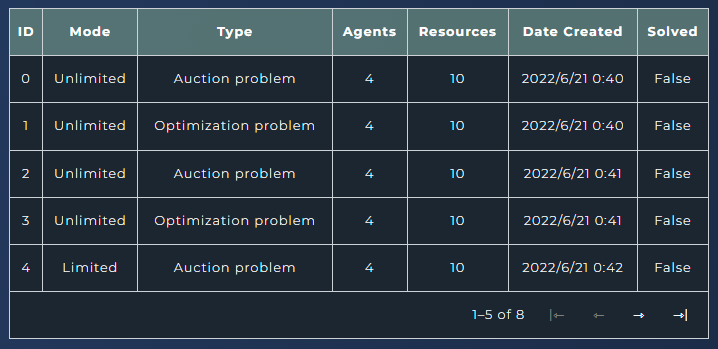 ID Mode Type Agents Resources Date Created Solved
0 Unlimited Auction problem 4 10 2022/6/21 0:40 False
1 Unlimited Optimization problem 4 10 2022/6/21 0:40 False
2 Unlimited Auction problem 4 10 2022/6/21 0:41 False
3 Unlimited Optimization problem 4 10 2022/6/21 0:41 False
4 Limited Auction problem 4 10 2022/6/21 0:42 False
1–5 of 8